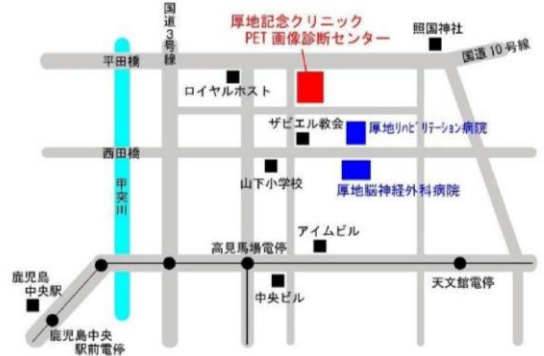 厚地記念クリニック
PET 画像診断センター
国道3号線
照国神社
国道10号線
平田橋
ロイヤルホスト
ザビエル教会
厚地リハビリテーション病院
西田橋
山下小学校
厚地脳神経外科病院
甲突川
アイムビル
高見馬場電停
鹿児島
中央駅
中央ビル
天文館電停
鹿児島中央
駅前電停